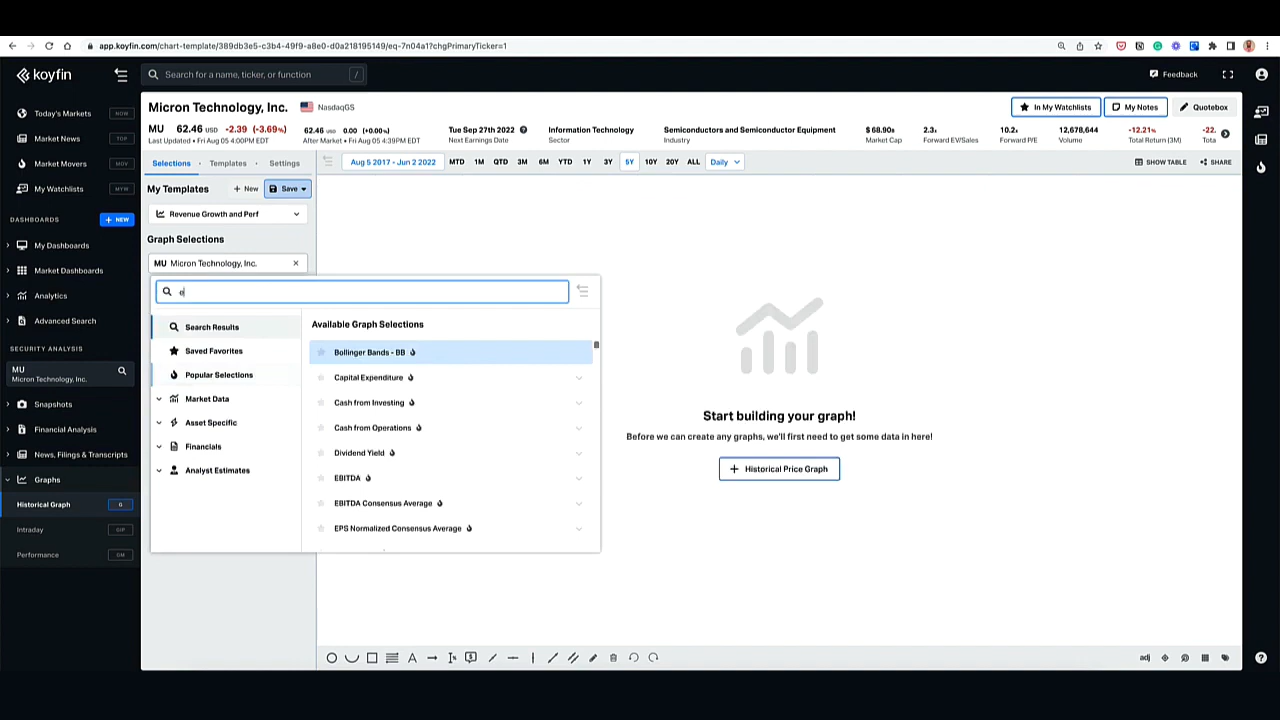 app.koyfin.com/chart-template/389db3e5-c3b4-49f9-a8e0-d0a218195149/eq-7n04a1?chgPrimaryTicker=1
koyfin
Search for a name, ticker, or function /
Feedback
Today's Markets NOW
Market News TOP
Market Movers MOV
My Watchlists MYW
DASHBOARDS + NEW
My Dashboards
Market Dashboards
Analytics
Advanced Search
SECURITY ANALYSIS
MU
Micron Technology, Inc.
Snapshots
Financial Analysis
News, Filings & Transcripts
Graphs
Historical Graph G
Intraday GIP
Performance GM
Micron Technology, Inc. NasdaqGS
In My Watchlists My Notes Quotebox
MU 62.46 USD -2.39 (-3.69%)
Last Updated • Fri Aug 05 4:00PM EDT
62.46 USD 0.00 (+0.00%)
After Market • Fri Aug 05 4:39PM EDT
Tue Sep 27th 2022
Next Earnings Date
Information Technology
Sector
Semiconductors and Semiconductor Equipment
Industry
$ 68.90B
Market Cap
2.3x
Forward EV/Sales
10.2x
Forward P/E
12,678,644
Volume
-12.21%
Total Return (3M)
-22.
Tota
Selections • Templates • Settings
Aug 5 2017 - Jun 2 2022 MTD 1M QTD 3M 6M YTD 1Y 3Y 5Y 10Y 20Y ALL Daily
SHOW TABLE SHARE
My Templates + New Save
Revenue Growth and Perf
Graph Selections
MU Micron Technology, Inc. ×
e
Search Results
Saved Favorites
Popular Selections
Market Data
Asset Specific
Financials
Analyst Estimates
Available Graph Selections
Bollinger Bands - BB
Capital Expenditure
Cash from Investing
Cash from Operations
Dividend Yield
EBITDA
EBITDA Consensus Average
EPS Normalized Consensus Average
Start building your graph!
Before we can create any graphs, we'll first need to get some data in here!
+ Historical Price Graph
adj